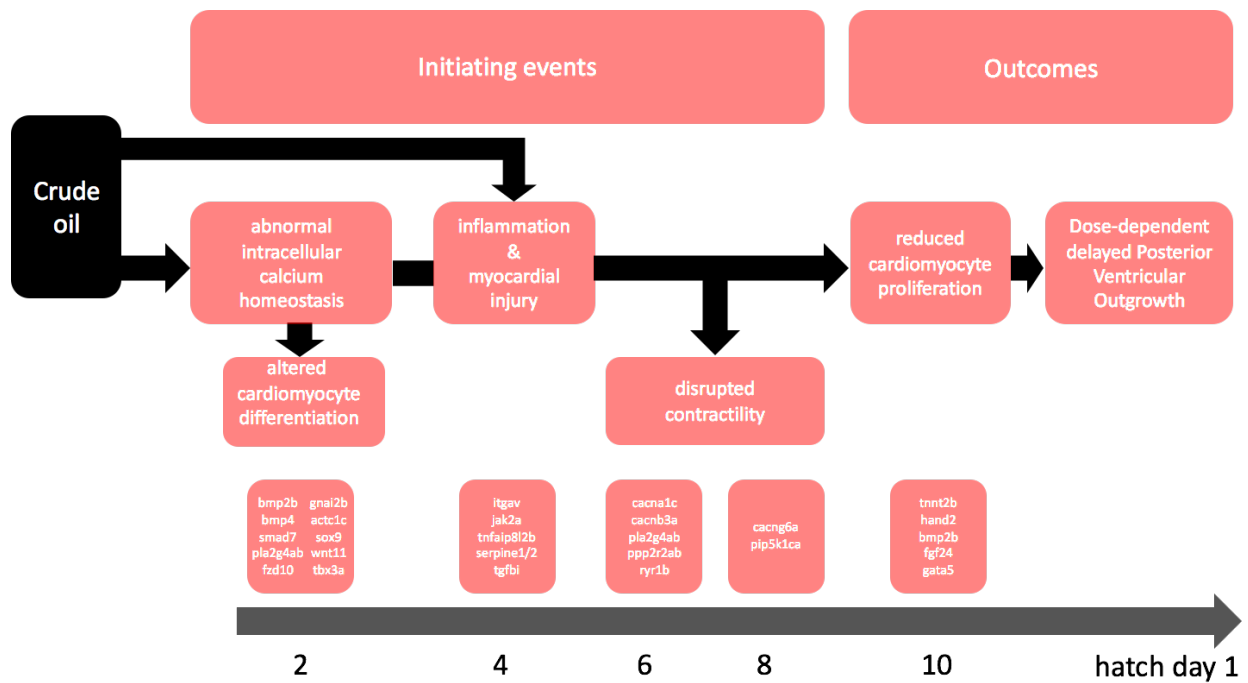 Initiating events
Outcomes
Crude
oil
abnormal
intracellular
calcium
homeostasis
inflammation
&
myocardial
injury
reduced
cardiomyocyte
proliferation
Dose-dependent
delayed Posterior
Ventricular
Outgrowth
altered
cardiomyocyte
differentiation
disrupted
contractility
bmp2b gnai2b
bmp4 actc1c
smad7 sox9
pla2g4ab wnt11
fzd10 tbx3a
itgav
jak2a
tnfaip8l2b
serpine1/2
tgfbi
cacna1c
cacnb3a
pla2g4ab
ppp2r2ab
ryr1b
cacng6a
pip5k1ca
tnnt2b
hand2
bmp2b
fgf24
gata5
2 4 6 8 10 hatch day 1